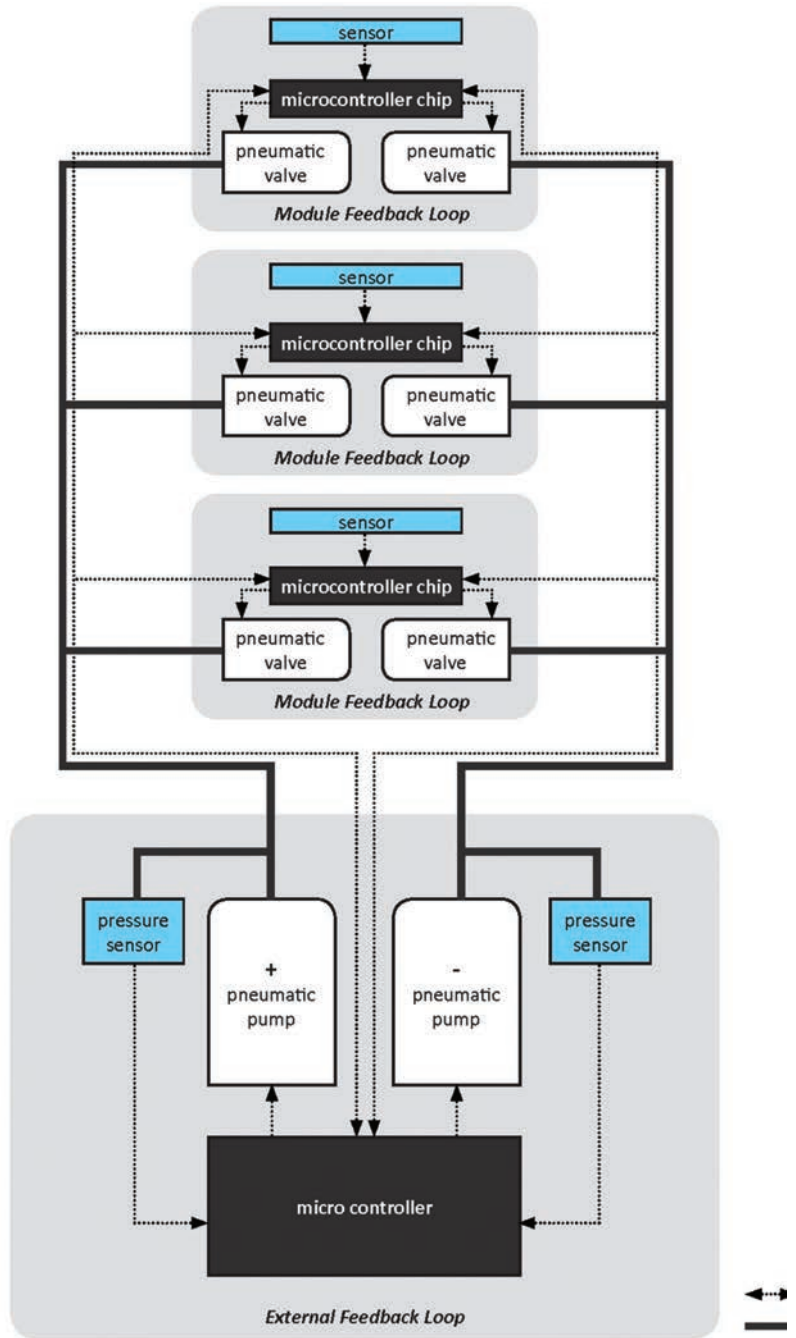 sensor
microcontroller chip
pneumatic
valve
pneumatic
valve
Module Feedback Loop
sensor
microcontroller chip
pneumatic
valve
pneumatic
valve
Module Feedback Loop
sensor
microcontroller chip
pneumatic
valve
pneumatic
valve
Module Feedback Loop
pressure
sensor
+
pneumatic
pump
-
pneumatic
pump
pressure
sensor
micro controller
External Feedback Loop